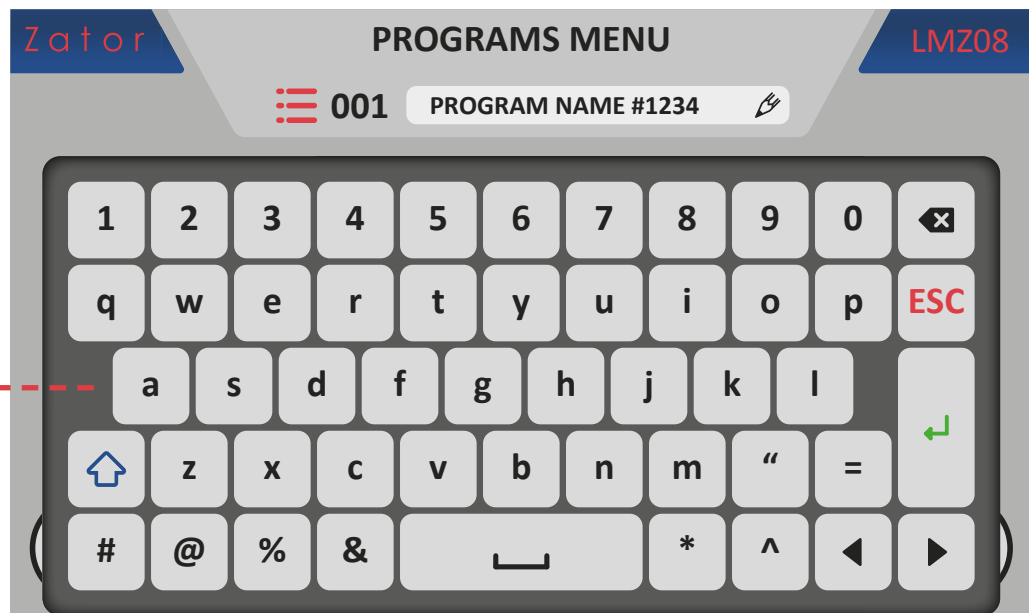 Zator PROGRAMS MENU LMZ08
001 PROGRAM NAME #1234
1 2 3 4 5 6 7 8 9 0
q w e r t y u i o p ESC
a s d f g h j k l
z x c v b n m “ =
# @ % & * ^